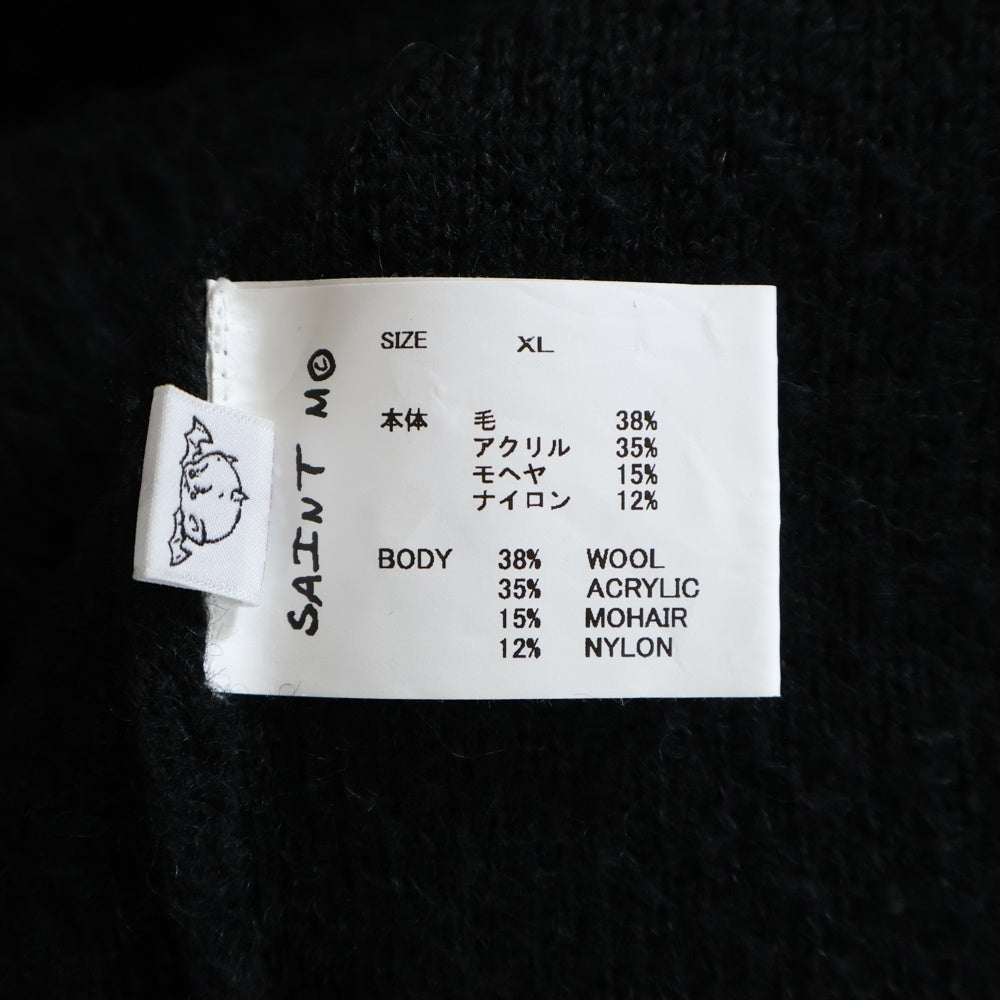 SAINT M©
SIZE XL
本体 毛 38%
アクリル 35%
モヘヤ 15%
ナイロン 12%
BODY 38% WOOL
35% ACRYLIC
15% MOHAIR
12% NYLON